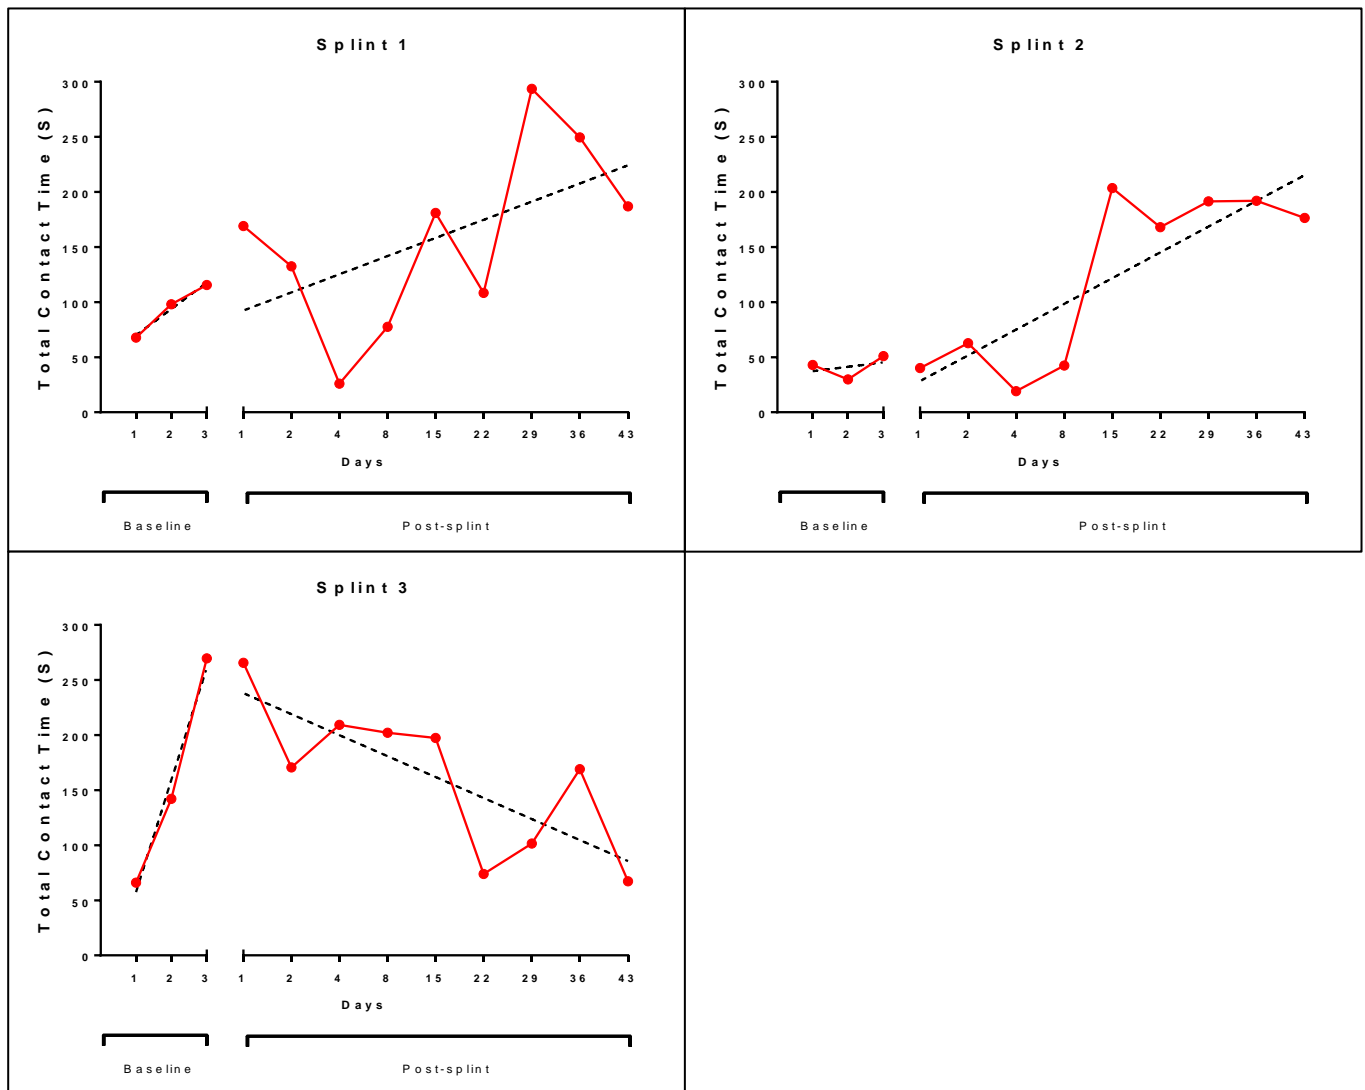 Splint 1
Total Contact Time (S)
300
250
200
150
100
50
0
1 2 3 1 2 4 8 15 22 29 36 43
Days
Baseline Post-splint
Splint 2
Total Contact Time (S)
300
250
200
150
100
50
0
1 2 3 1 2 4 8 15 22 29 36 43
Days
Baseline Post-splint
Splint 3
Total Contact Time (S)
300
250
200
150
100
50
0
1 2 3 1 2 4 8 15 22 29 36 43
Days
Baseline Post-splint